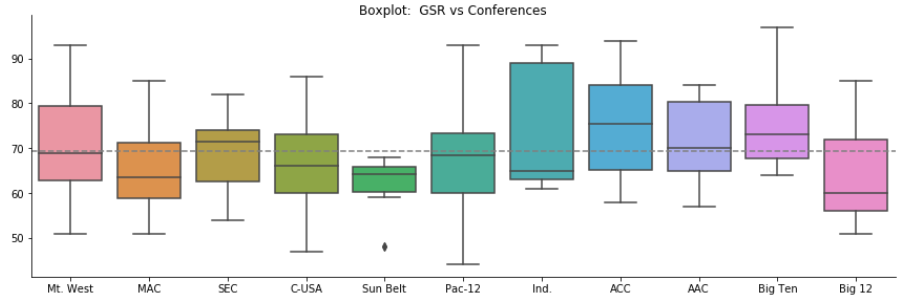 Boxplot: GSR vs Conferences
90
80
70
60
50
Mt. West MAC SEC C-USA Sun Belt Pac-12 Ind. ACC AAC Big Ten Big 12